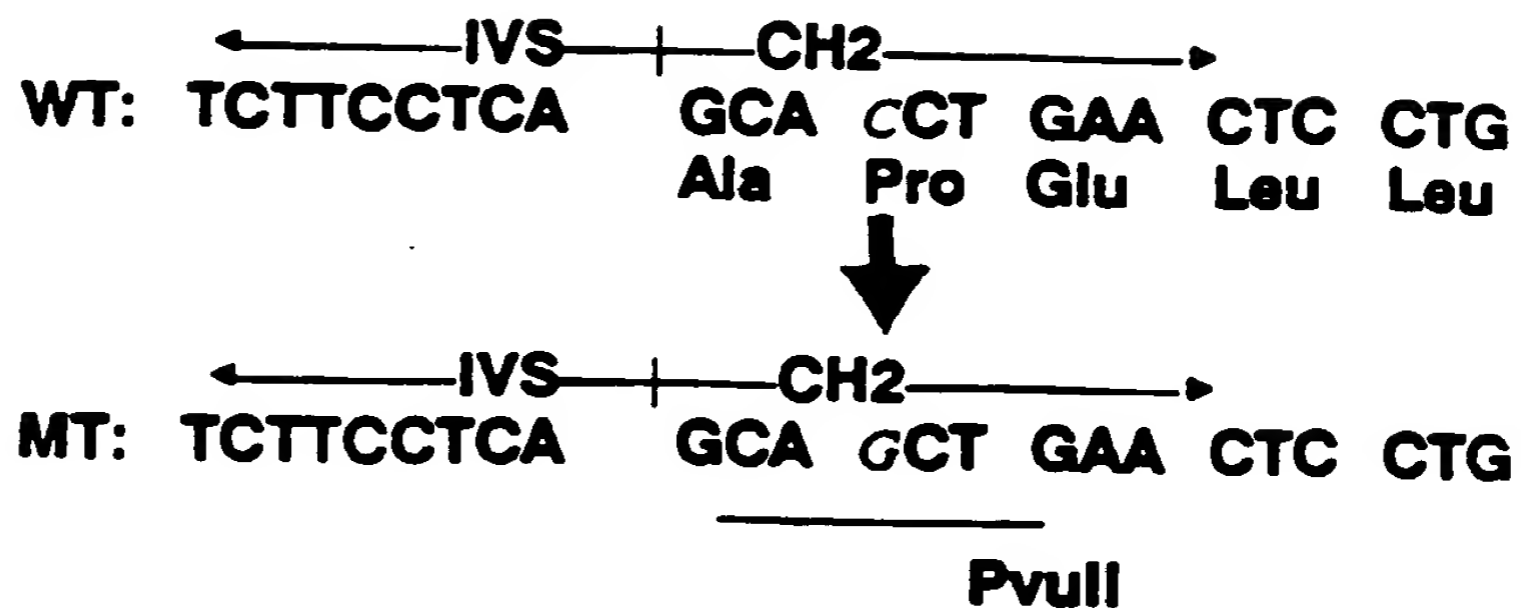 IVS CH2
WT: TCTTCCTCA GCA CCT GAA CTC CTG
Ala Pro Glu Leu Leu
IVS CH2
MT: TCTTCCTCA GCA GCT GAA CTC CTG
PvuII